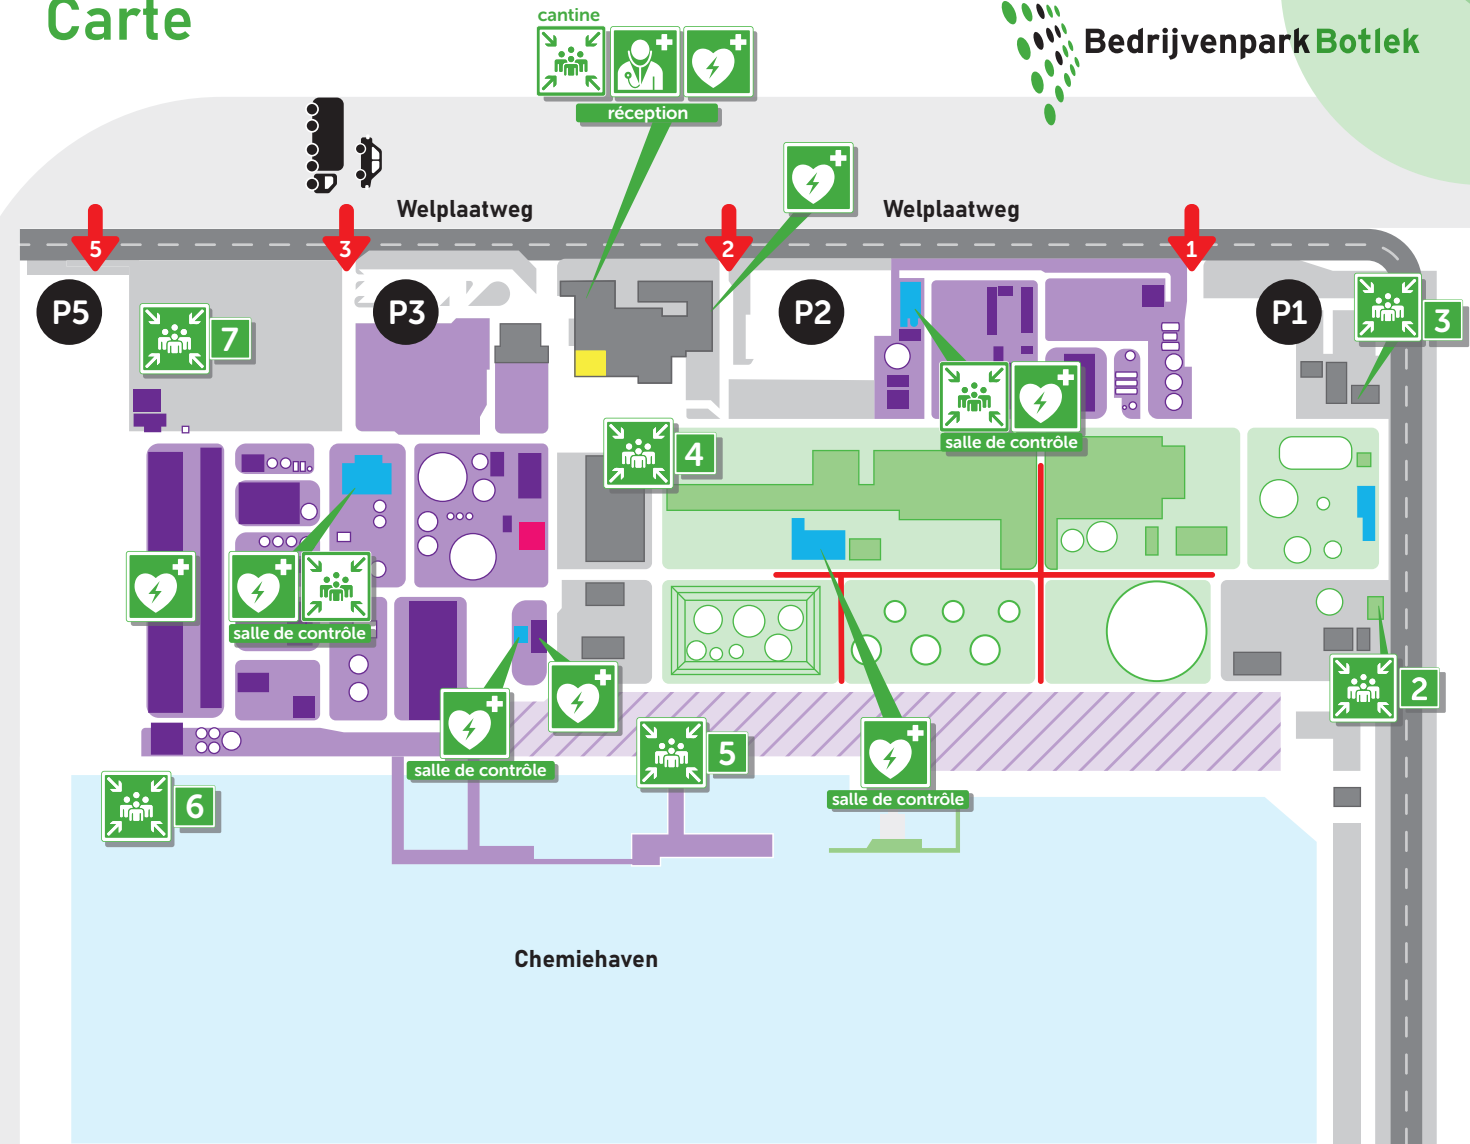 Carte
cantine
Bedrijvenpark Botlek
réception
Welplaatweg
Welplaatweg
5
3
2
1
P5
P3
P2
P1
7
3
salle de contrôle
4
salle de contrôle
2
5
salle de contrôle
salle de contrôle
6
Chemiehaven